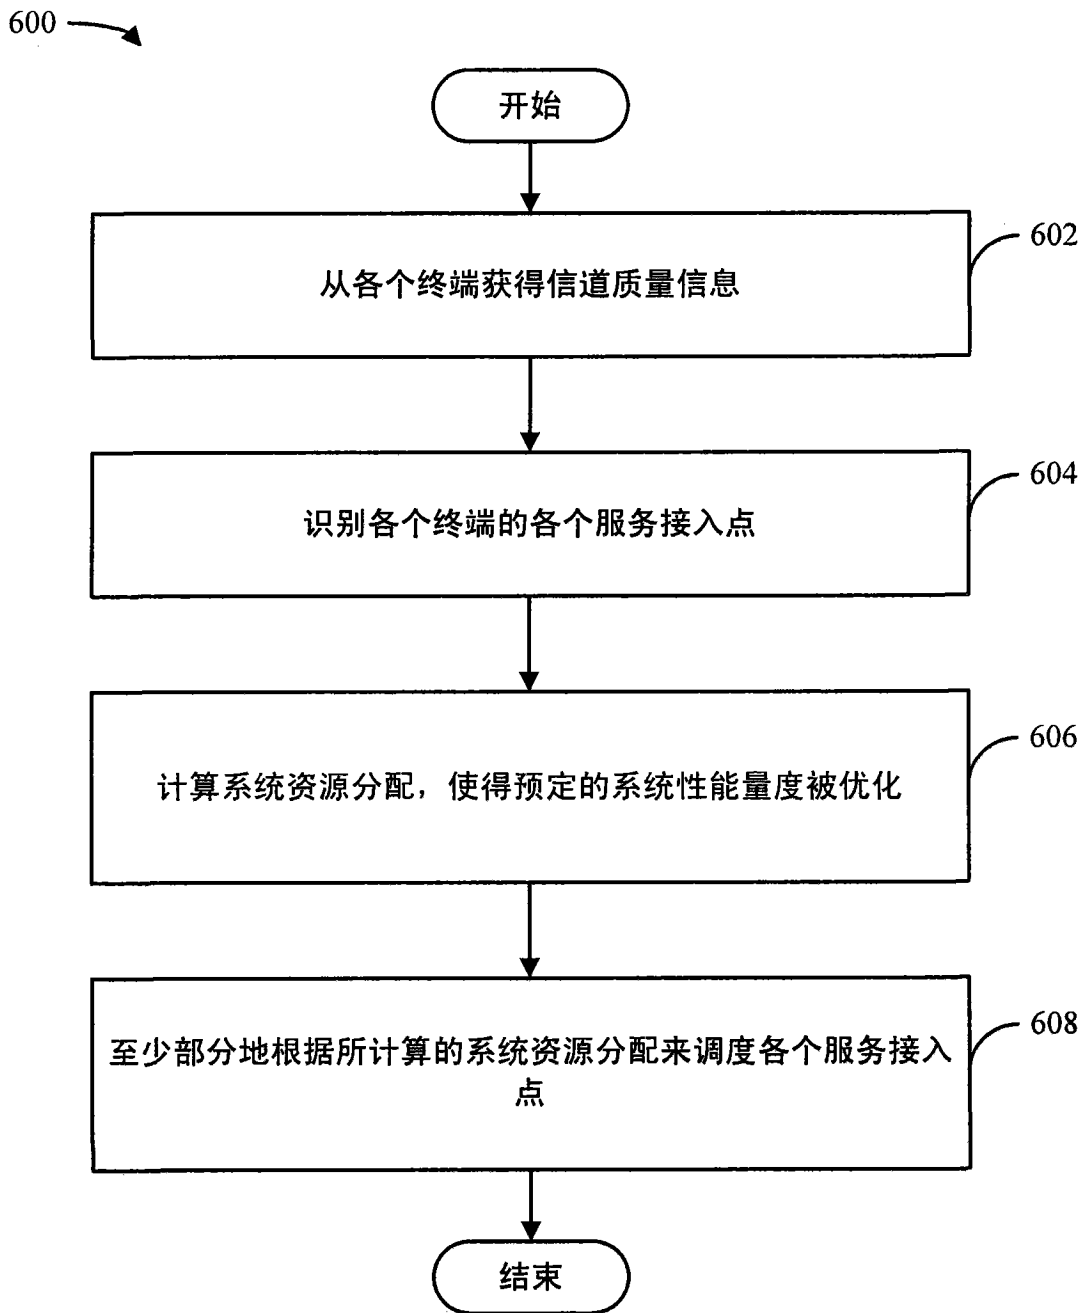 600
开始
从各个终端获得信道质量信息
602
识别各个终端的各个服务接入点
604
计算系统资源分配，使得预定的系统性能量度被优化
606
至少部分地根据所计算的系统资源分配来调度各个服务接入
点
608
结束